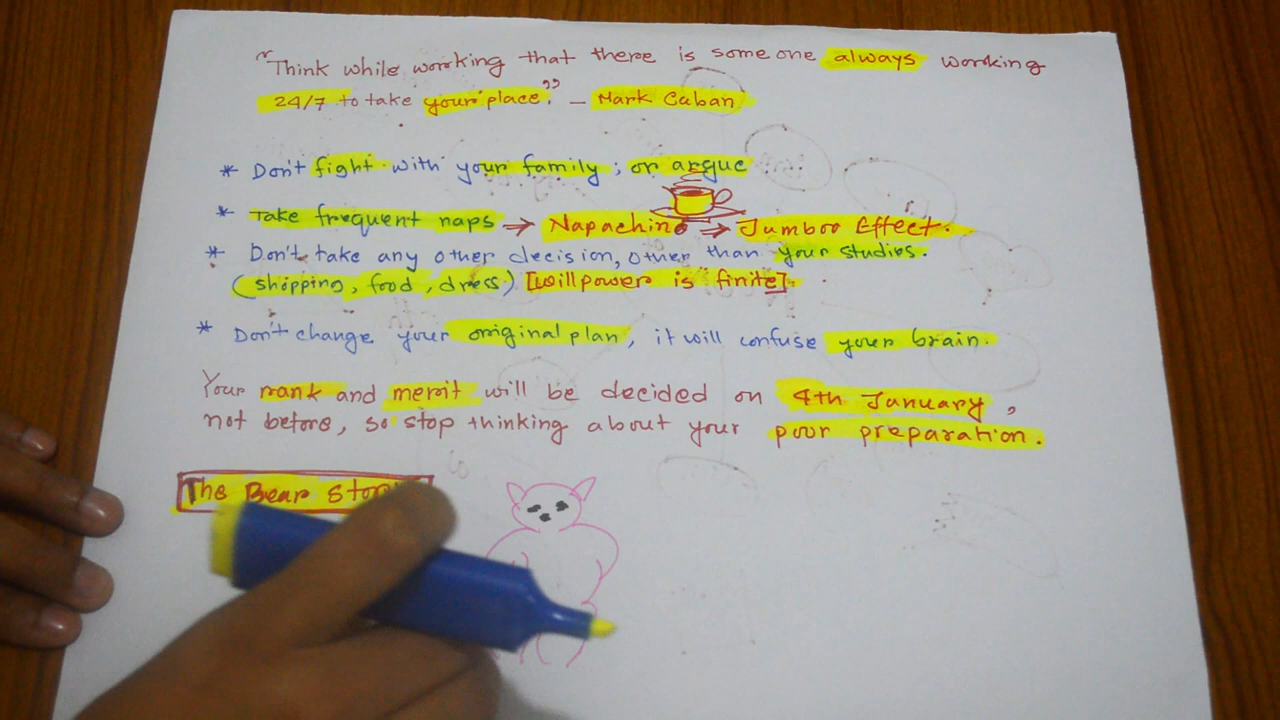 "Think while working that there is someone always working
24/7 to take your place." – Mark Cuban
* Don't fight with your family; or argue
* Take frequent naps → Napachino → Jumboo Effect.
* Don't take any other decision, other than your studies.
(shopping, food, dress) [willpower is finite].
* Don't change your original plan, it will confuse your brain.
Your rank and merit will be decided on 4th January,
not before, so stop thinking about your poor preparation.
The Bear Story